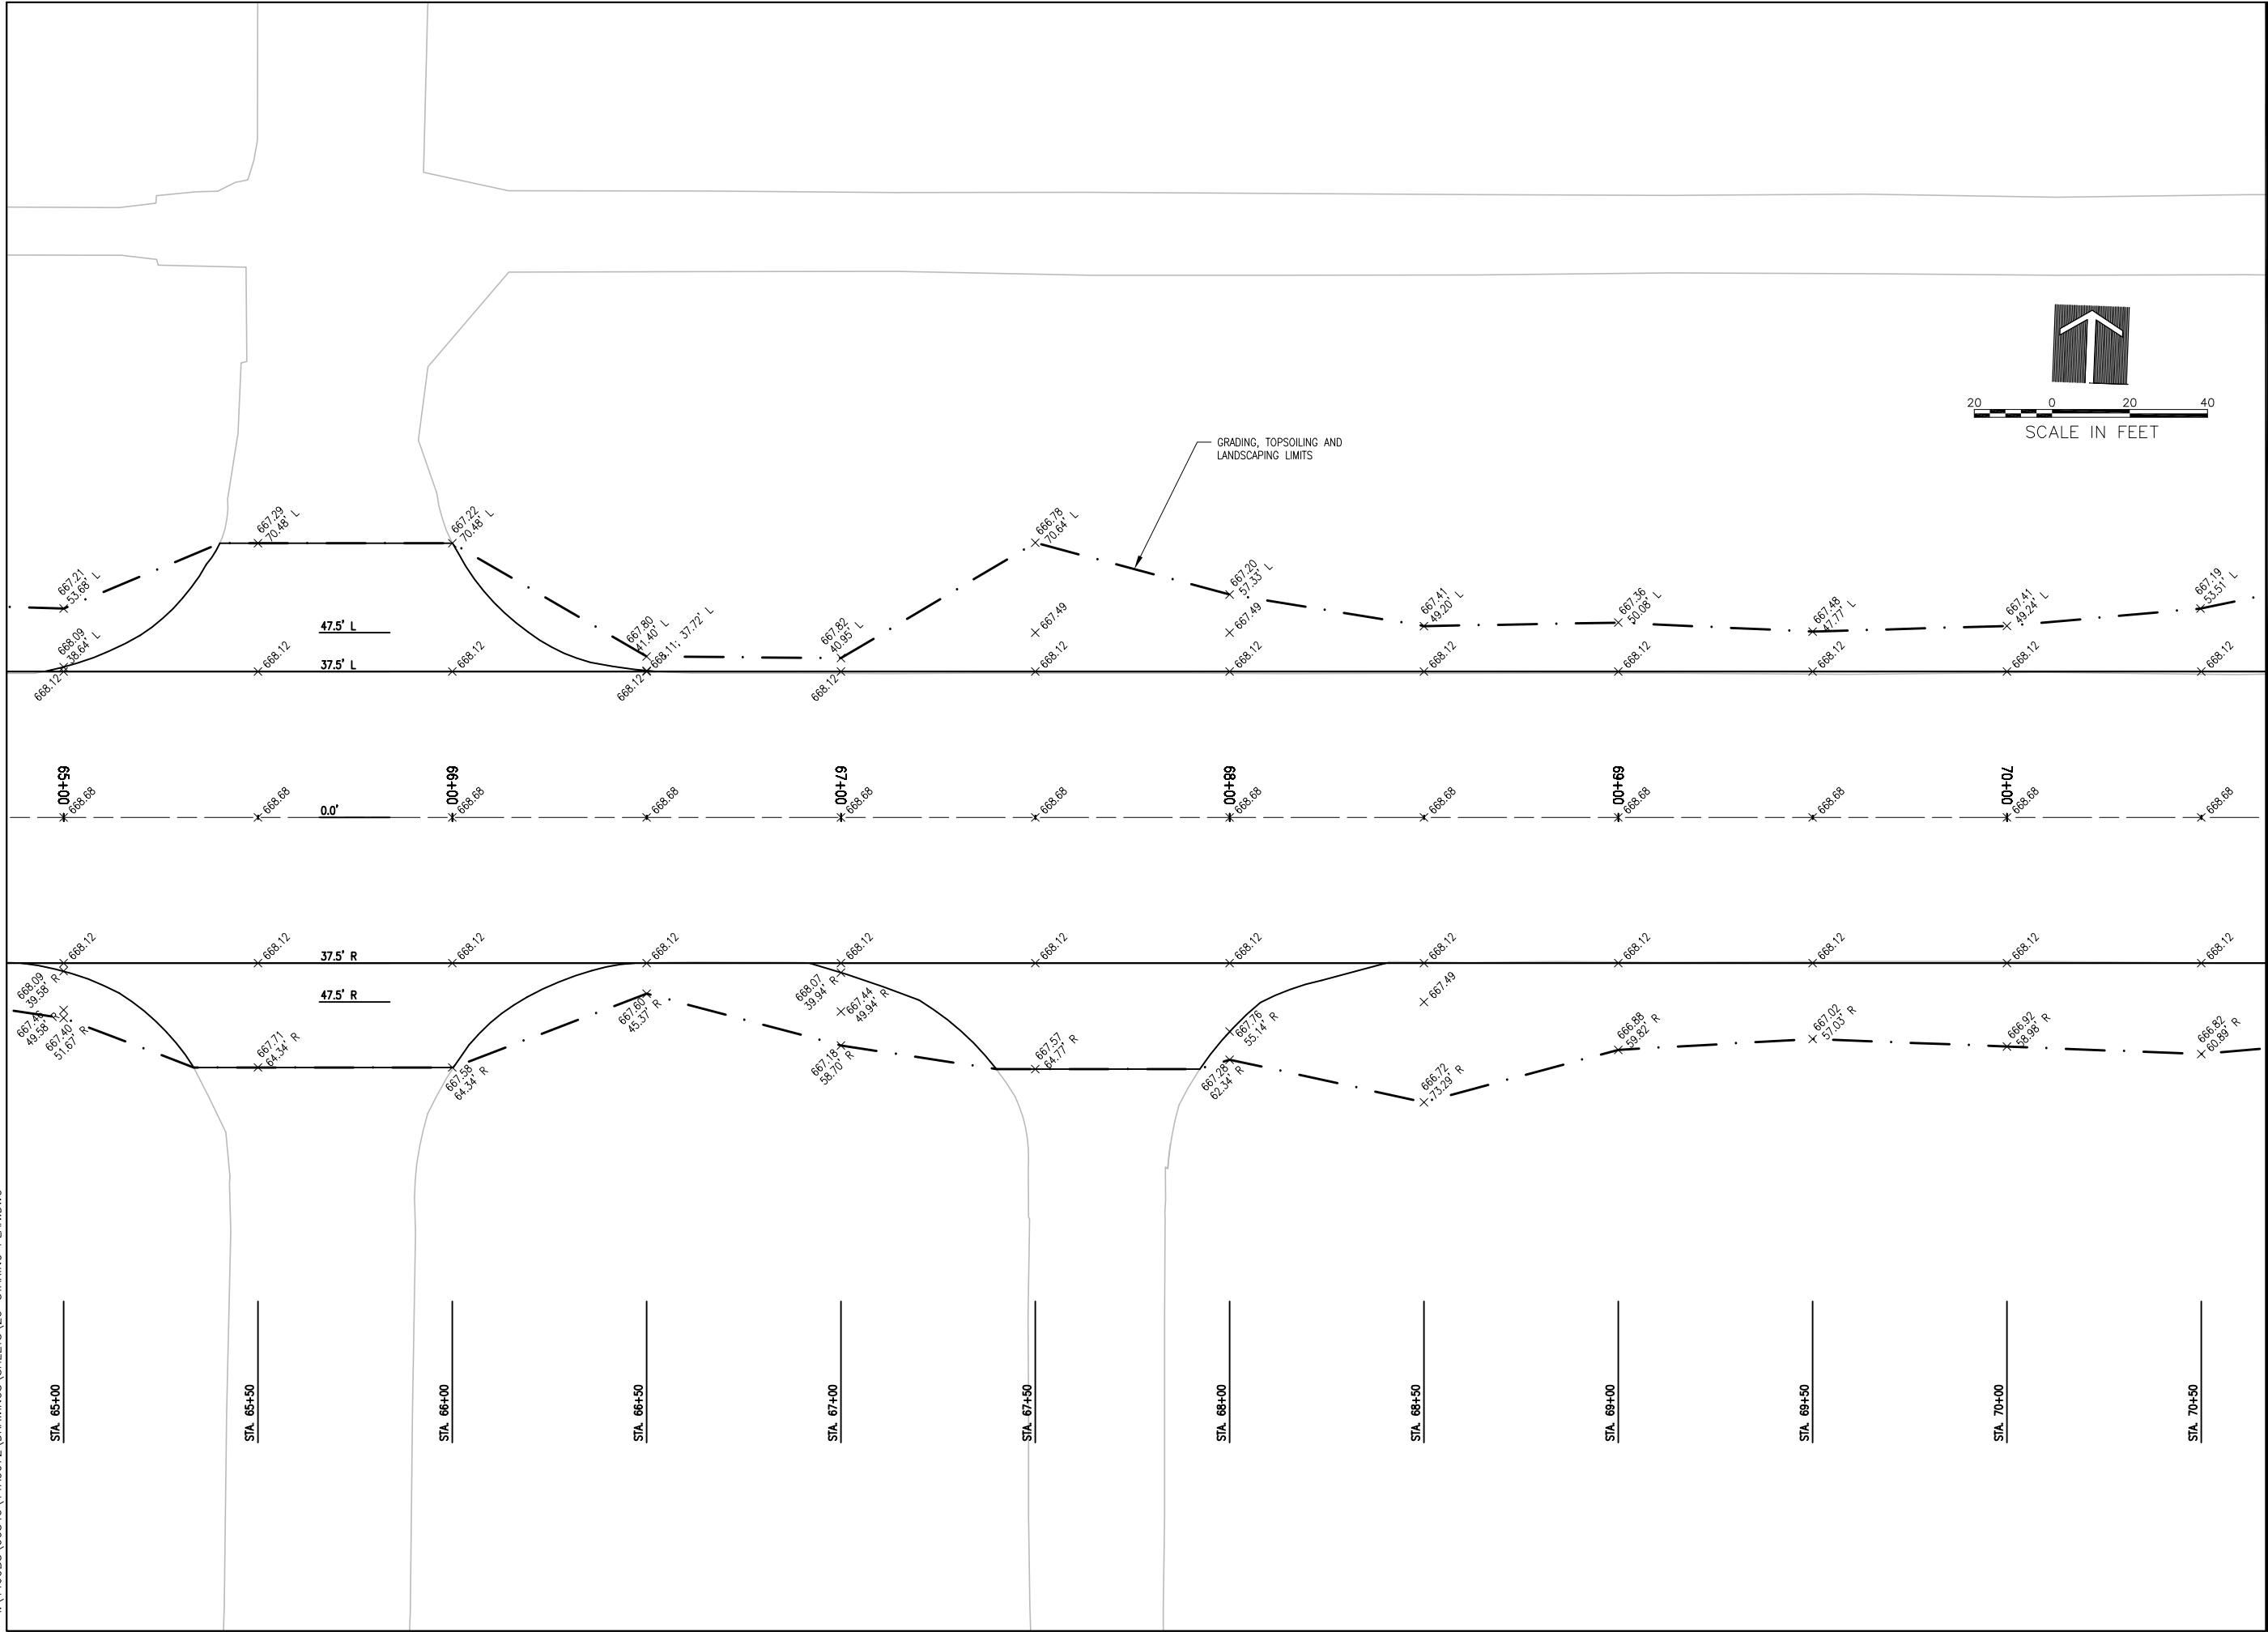 20 0 20 40
SCALE IN FEET
GRADING, TOPSOILING AND
LANDSCAPING LIMITS
667.21
53.68' L
667.29
70.48' L
667.22
70.48' L
667.80
41.40' L
667.82
40.95' L
666.78
70.64' L
667.20
57.33' L
667.41
49.20' L
667.36
50.08' L
667.48
47.77' L
667.41
49.24' L
667.19
53.51' L
47.5' L
667.49
667.49
668.09
38.64' L
668.12
668.12
37.5' L
668.12
668.12
668.11; 37.72' L
668.12
668.12
668.12
668.12
668.12
668.12
668.12
668.12
65+00
66+00
67+00
68+00
69+00
70+00
668.68
668.68
0.0'
668.68
668.68
668.68
668.68
668.68
668.68
668.68
668.68
668.68
668.68
668.12
668.12
37.5' R
668.12
668.12
668.12
668.12
668.12
668.12
668.12
668.12
668.12
668.12
668.09
39.58' R
47.5' R
668.07
39.94' R
667.44
49.94' R
667.49
667.46
49.58' R
667.40
51.67' R
667.71
64.34' R
667.58
64.34' R
667.60
45.37' R
667.18
58.70' R
667.57
64.77' R
667.76
55.14' R
667.28
62.34' R
666.72
73.29' R
666.88
59.82' R
667.02
57.03' R
666.92
58.98' R
666.82
60.89' R
STA. 65+00
STA. 65+50
STA. 66+00
STA. 66+50
STA. 67+00
STA. 67+50
STA. 68+00
STA. 68+50
STA. 69+00
STA. 69+50
STA. 70+00
STA. 70+50